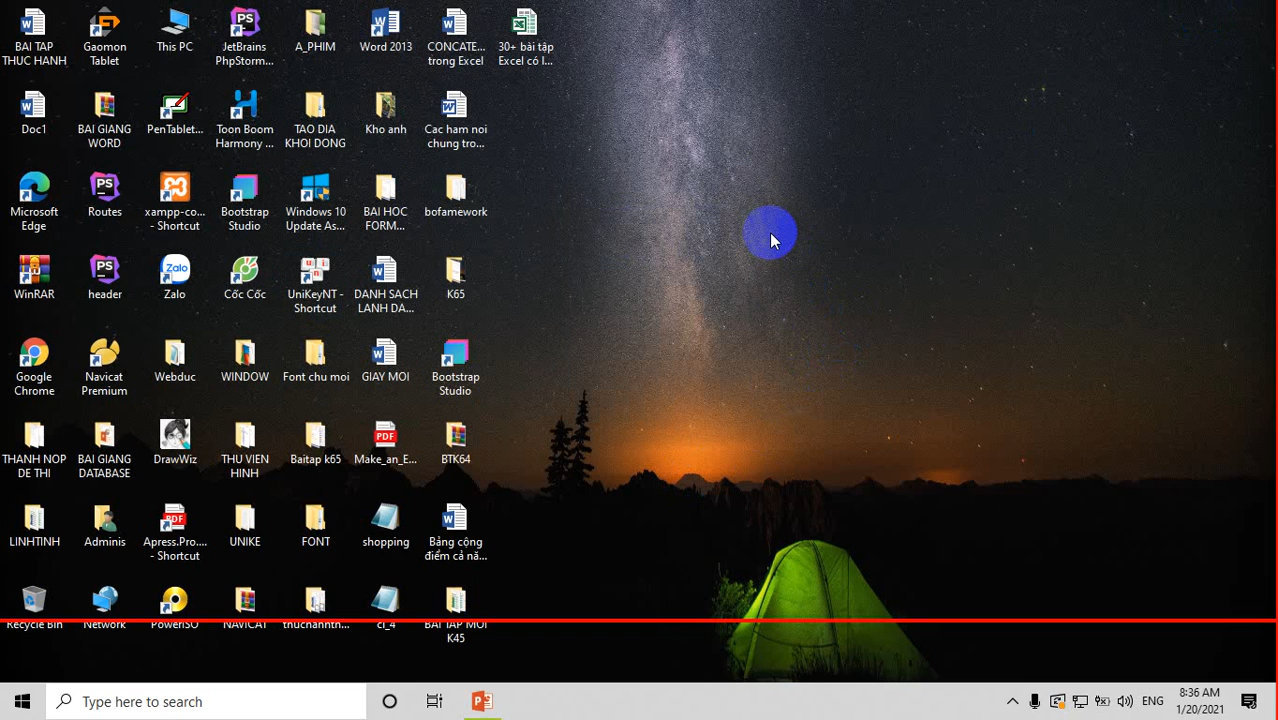 BAI TAP
THUC HANH
Gaomon
Tablet
This PC
JetBrains
PhpStorm...
A_PHIM
Word 2013
CONCATE...
trong Excel
30+ bài tập
Excel có l...
Doc1
BAI GIANG
WORD
PenTablet...
Toon Boom
Harmony ...
TAO DIA
KHOI DONG
Kho anh
Cac ham noi
chung tro...
Microsoft
Edge
Routes
xampp-co...
- Shortcut
Bootstrap
Studio
Windows 10
Update As...
BAI HOC
FORM...
bofamework
WinRAR
header
Zalo
Cốc Cốc
UniKeyNT -
Shortcut
DANH SACH
LANH DA...
K65
Google
Chrome
Navicat
Premium
Webduc
WINDOW
Font chu moi
GIAY MOI
Bootstrap
Studio
THANH NOP
DE THI
BAI GIANG
DATABASE
DrawWiz
THU VIEN
HINH
Baitap k65
Make_an_E...
BTK64
LINHTINH
Adminis
Apress.Pro....
- Shortcut
UNIKE
FONT
shopping
Bảng cộng
điểm cả nă...
Recycle Bin
Network
PowerISO
NAVICAT
thuchanhth...
ci_4
BAI TAP MOI
K45
Type here to search
ENG
8:36 AM
1/20/2021